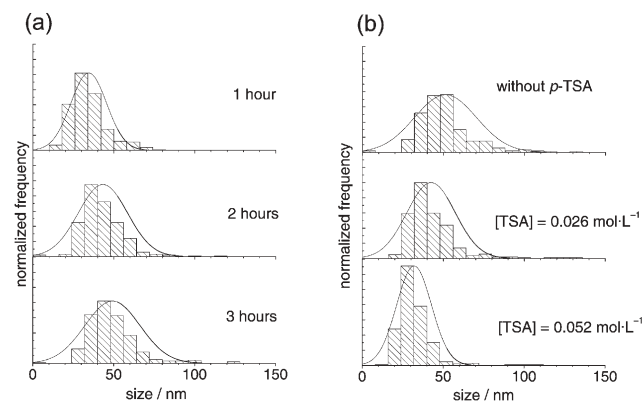 (a)
normalized frequency
1 hour
2 hours
3 hours
0 50 100 150
size / nm
(b)
normalized frequency
without p-TSA
[TSA] = 0.026 mol·L⁻¹
[TSA] = 0.052 mol·L⁻¹
0 50 100 150
size / nm